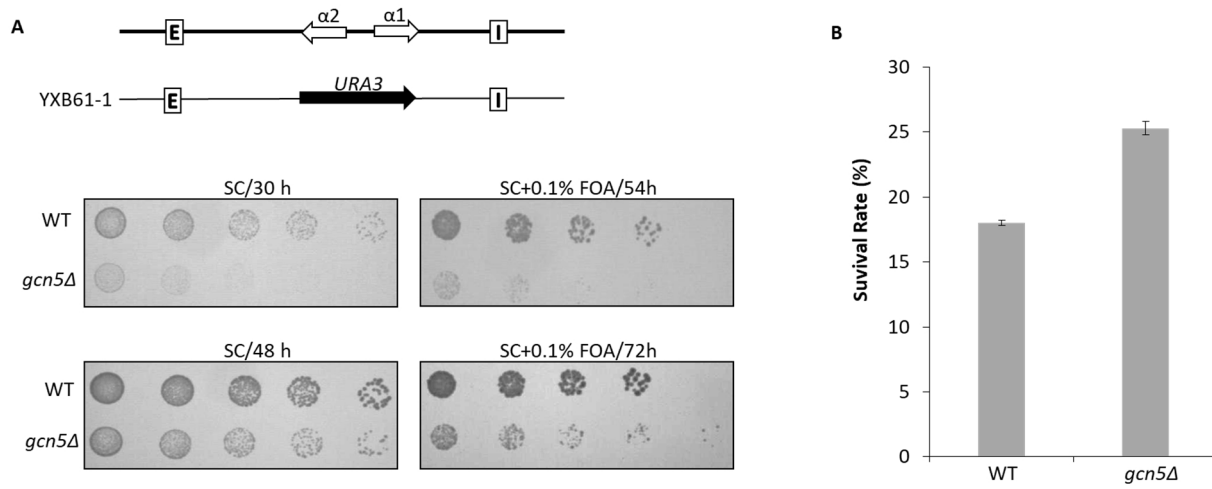 A
α2
α1
E
I
YXB61-1
URA3
E
I
SC/30 h
SC+0.1% FOA/54h
WT
gcn5Δ
SC/48 h
SC+0.1% FOA/72h
WT
gcn5Δ
B
Suvival Rate (%)
30
25
20
15
10
5
0
WT
gcn5Δ